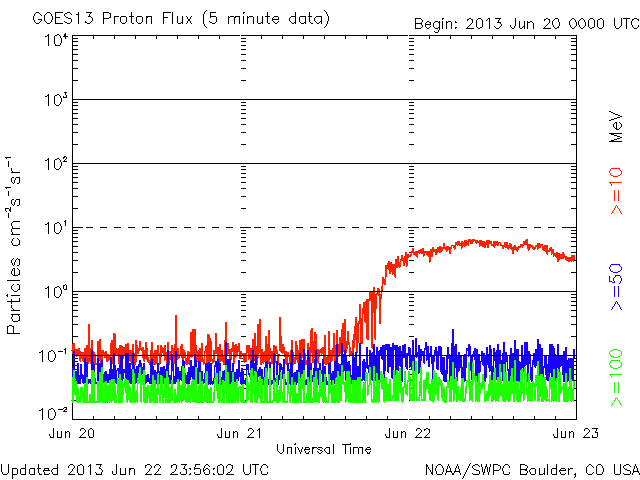 GOES13 Proton Flux (5 minute data)
Begin: 2013 Jun 20 0000 UTC
Particles cm⁻²s⁻¹sr⁻¹
10⁴
10³
10²
10¹
10⁰
10⁻¹
10⁻²
Jun 20
Jun 21
Jun 22
Jun 23
Universal Time
MeV
>=10
>=50
>=100
Updated 2013 Jun 22 23:56:02 UTC
NOAA/SWPC Boulder, CO USA